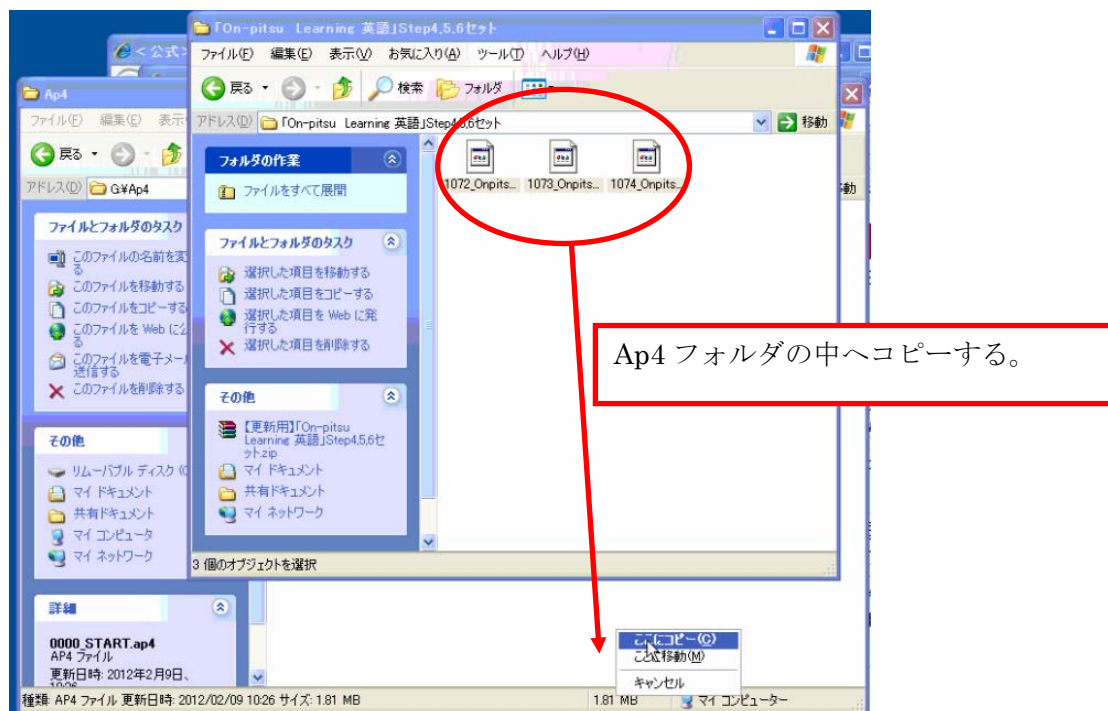 「On-pitsu Learning 英語」Step4,5,6セット
ファイル(F) 編集(E) 表示(V) お気に入り(A) ツール(T) ヘルプ(H)
戻る 検索 フォルダ
アドレス(D) 「On-pitsu Learning 英語」Step4,5,6セット 移動
フォルダの作業
ファイルをすべて展開
ファイルとフォルダのタスク
選択した項目を移動する
選択した項目をコピーする
選択した項目を Web に発
行する
選択した項目を削除する
その他
【更新用】「On-pitsu
Learning 英語」Step4,5,6セ
ット.zip
マイ ドキュメント
共有ドキュメント
マイ ネットワーク
1072_Onpits... 1073_Onpits... 1074_Onpits...
3 個のオブジェクトを選択
Ap4 フォルダの中へコピーする。
<公式>
Ap4
ファイル(F) 編集(E) 表示
戻る
アドレス(D) G:¥Ap4
移動
ファイルとフォルダのタスク
このファイルの名前を変
る
このファイルを移動する
このファイルをコピーする
このファイルを Web に
る
このファイルを電子メー
送信する
このファイルを削除する
その他
リムーバブル ディスク
マイ ドキュメント
共有ドキュメント
マイ コンピュータ
マイ ネットワーク
詳細
0000_START.ap4
AP4 ファイル
更新日時: 2012年2月9日、
10:26
ここにコピー(C)
ここに移動(M)
キャンセル
種類: AP4 ファイル 更新日時: 2012/02/09 10:26 サイズ: 1.81 MB 1.81 MB マイ コンピューター